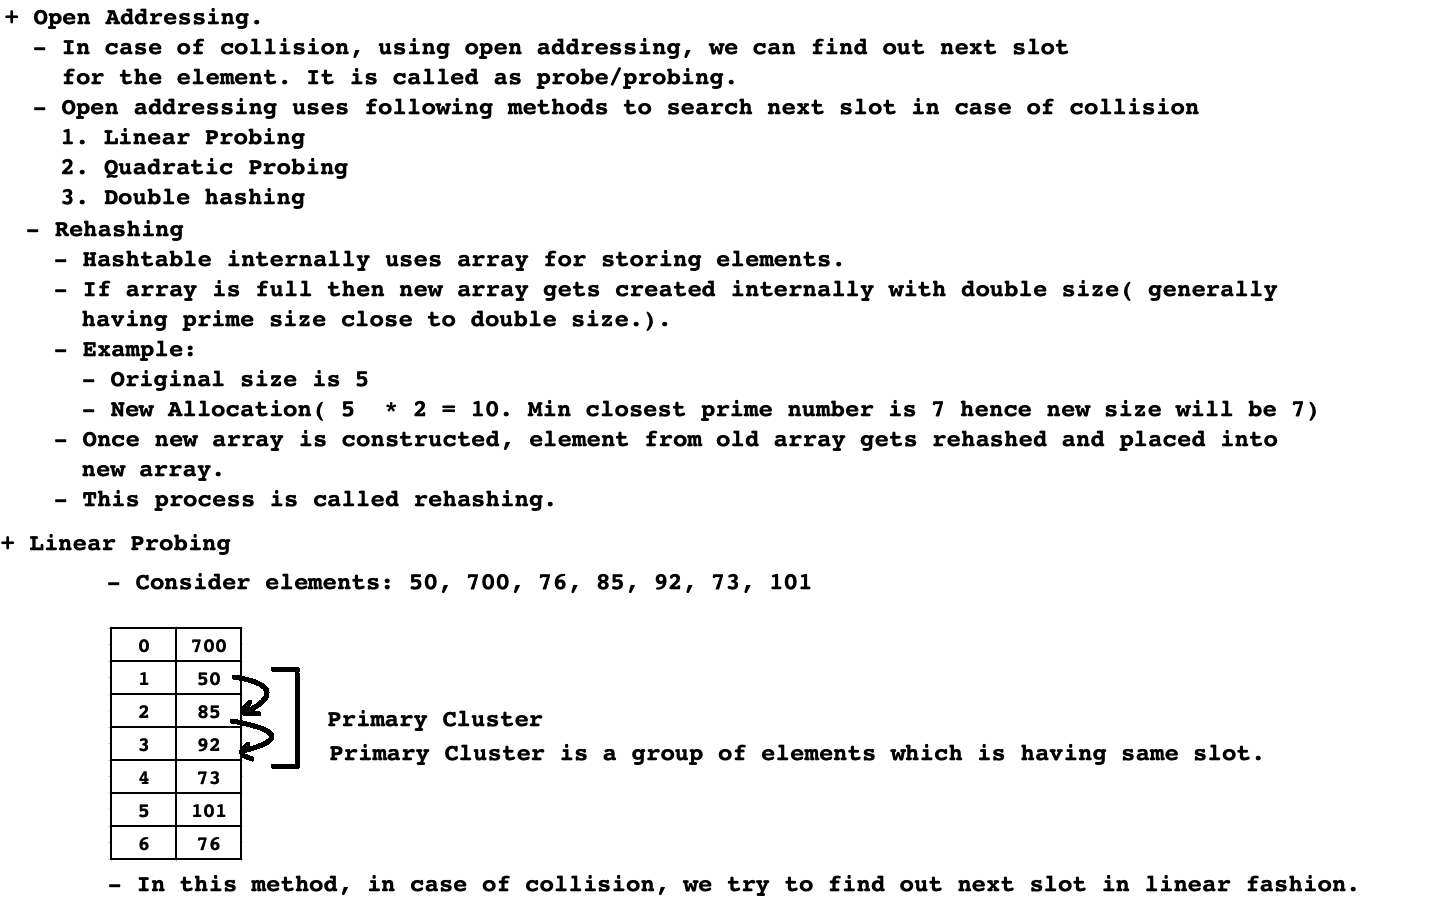 + Open Addressing.
- In case of collision, using open addressing, we can find out next slot
for the element. It is called as probe/probing.
- Open addressing uses following methods to search next slot in case of collision
1. Linear Probing
2. Quadratic Probing
3. Double hashing
- Rehashing
- Hashtable internally uses array for storing elements.
- If array is full then new array gets created internally with double size( generally
having prime size close to double size.).
- Example:
- Original size is 5
- New Allocation( 5  * 2 = 10. Min closest prime number is 7 hence new size will be 7)
- Once new array is constructed, element from old array gets rehashed and placed into
new array.
- This process is called rehashing.
+ Linear Probing
- Consider elements: 50, 700, 76, 85, 92, 73, 101
0 700
1 50
2 85
3 92
4 73
5 101
6 76
Primary Cluster
Primary Cluster is a group of elements which is having same slot.
- In this method, in case of collision, we try to find out next slot in linear fashion.